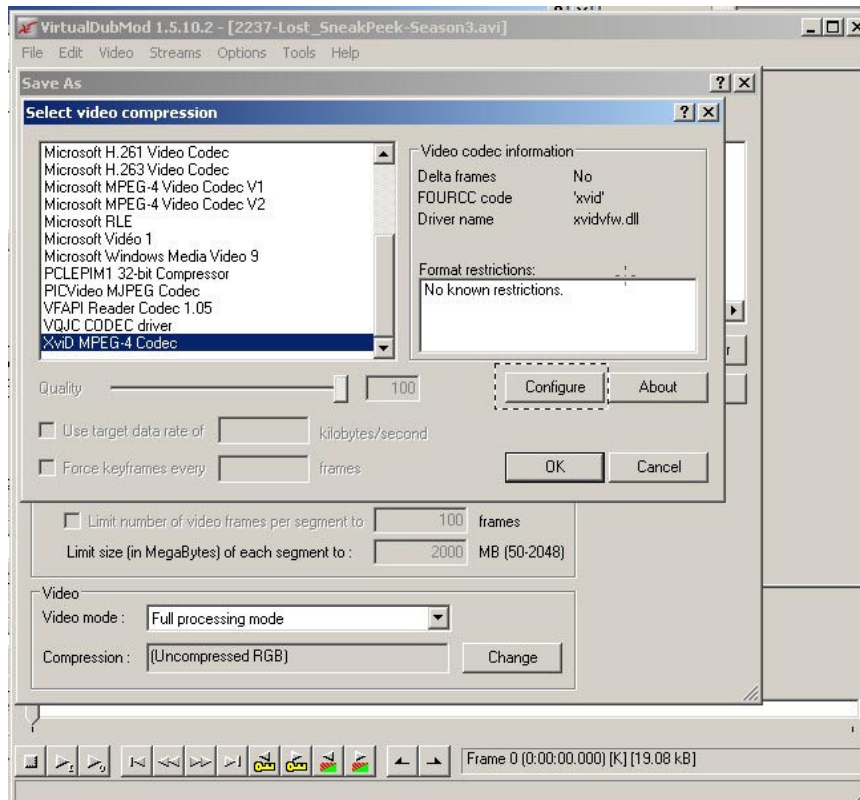 VirtualDubMod 1.5.10.2 - [2237-Lost_SneakPeek-Season3.avi]
File Edit Video Streams Options Tools Help
Save As
Select video compression
Microsoft H.261 Video Codec
Microsoft H.263 Video Codec
Microsoft MPEG-4 Video Codec V1
Microsoft MPEG-4 Video Codec V2
Microsoft RLE
Microsoft Vidéo 1
Microsoft Windows Media Video 9
PCLEPIM1 32-bit Compressor
PICVideo MJPEG Codec
VFAPI Reader Codec 1.05
VQJC CODEC driver
XviD MPEG-4 Codec
Video codec information
Delta frames No
FOURCC code 'xvid'
Driver name xvidvfw.dll
Format restrictions:
No known restrictions.
Quality 100
Configure About
Use target data rate of kilobytes/second
Force keyframes every frames
OK Cancel
Limit number of video frames per segment to 100 frames
Limit size (in MegaBytes) of each segment to : 2000 MB (50-2048)
Video
Video mode : Full processing mode
Compression : (Uncompressed RGB) Change
Frame 0 (0:00:00.000) [K] [19.08 kB]